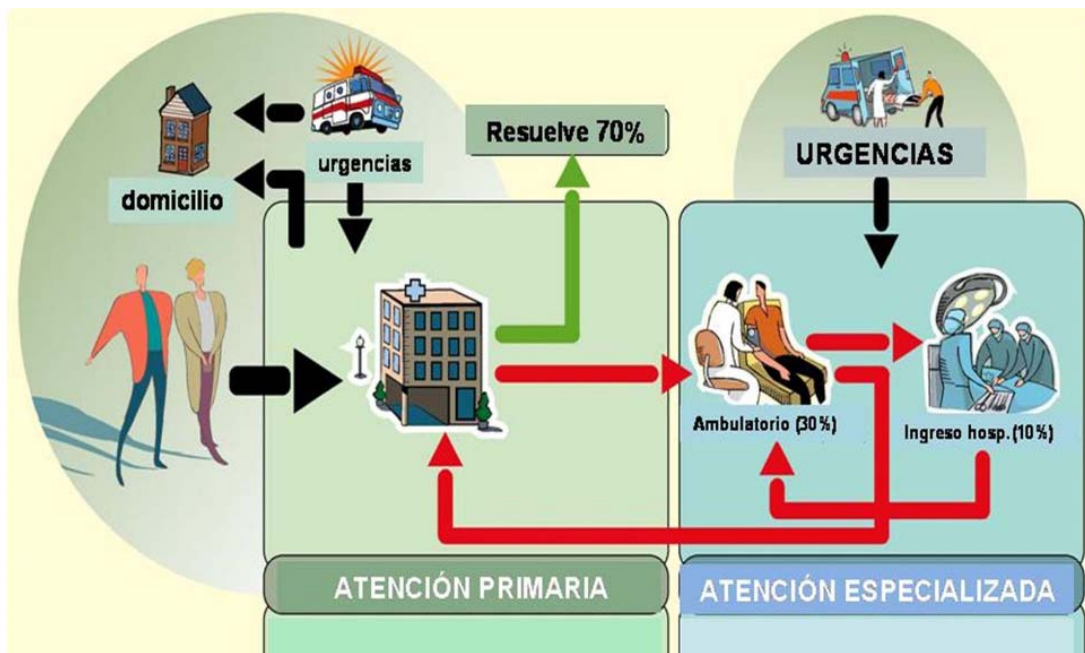 Resuelve 70%
URGENCIAS
urgencias
domicilio
Ambulatorio (30%)
Ingreso hosp.(10%)
ATENCIÓN PRIMARIA
ATENCIÓN ESPECIALIZADA